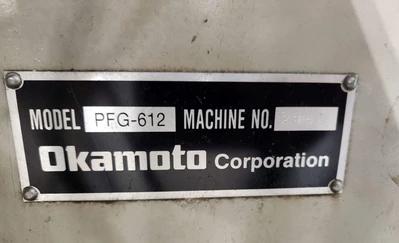 MODEL PFG-612 MACHINE NO.
Okamoto Corporation